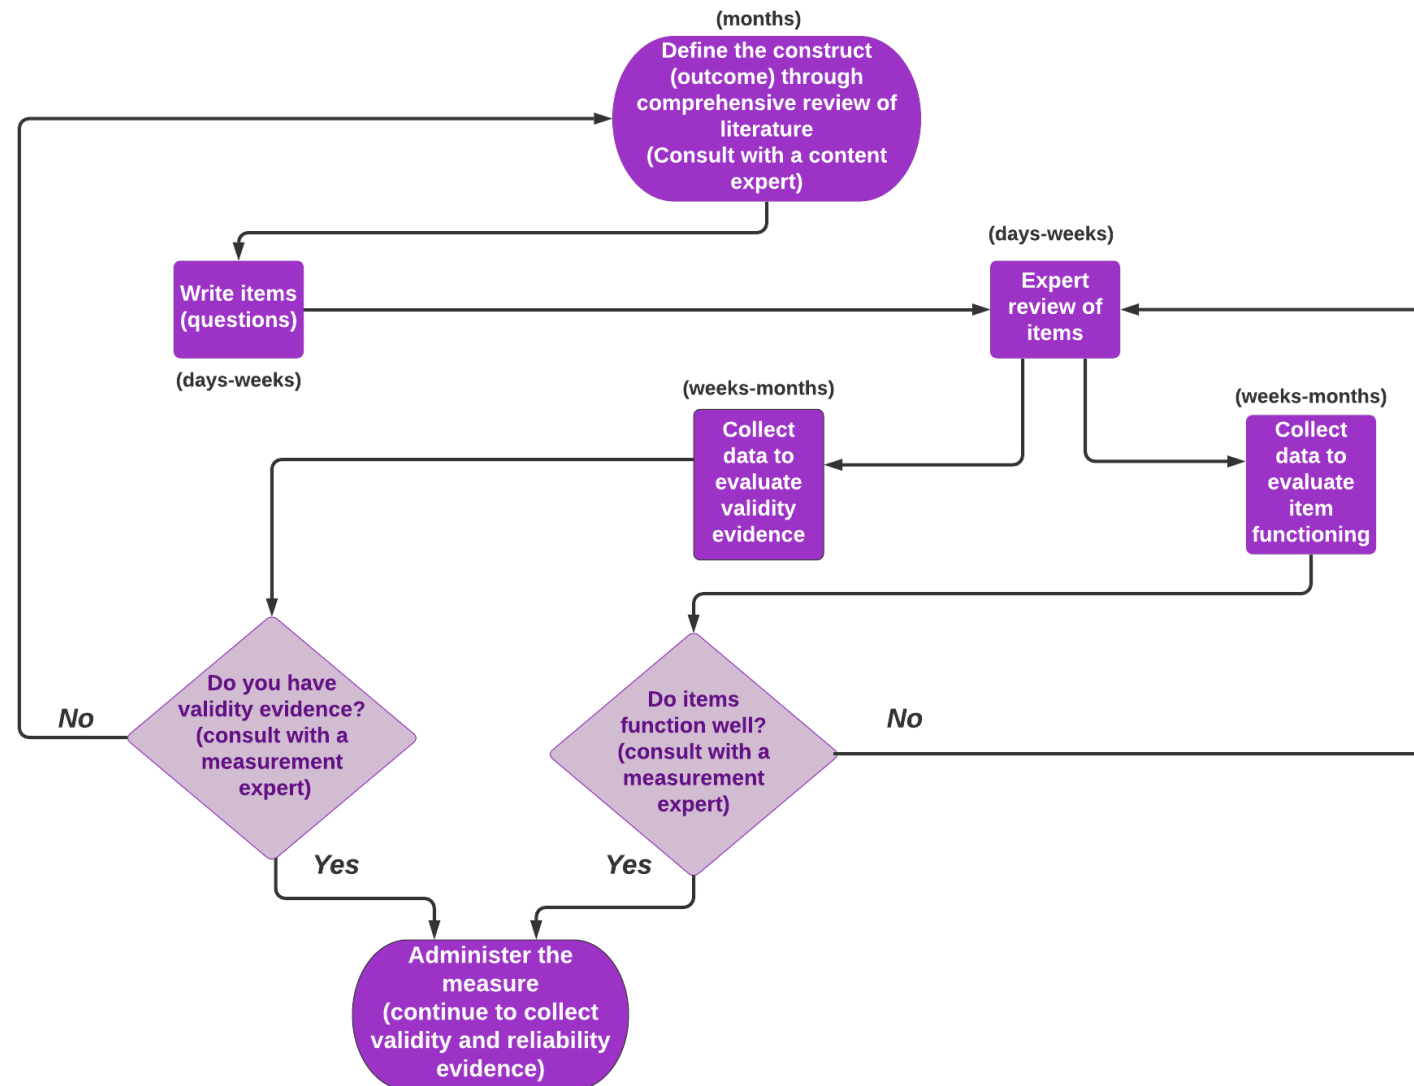 (months)
Define the construct
(outcome) through
comprehensive review of
literature
(Consult with a content
expert)
Write items
(questions)
(days-weeks)
(days-weeks)
Expert
review of
items
(weeks-months)
Collect
data to
evaluate
validity
evidence
(weeks-months)
Collect
data to
evaluate
item
functioning
Do you have
validity evidence?
(consult with a
measurement
expert)
No
Yes
Do items
function well?
(consult with a
measurement
expert)
No
Yes
Administer the
measure
(continue to collect
validity and reliability
evidence)